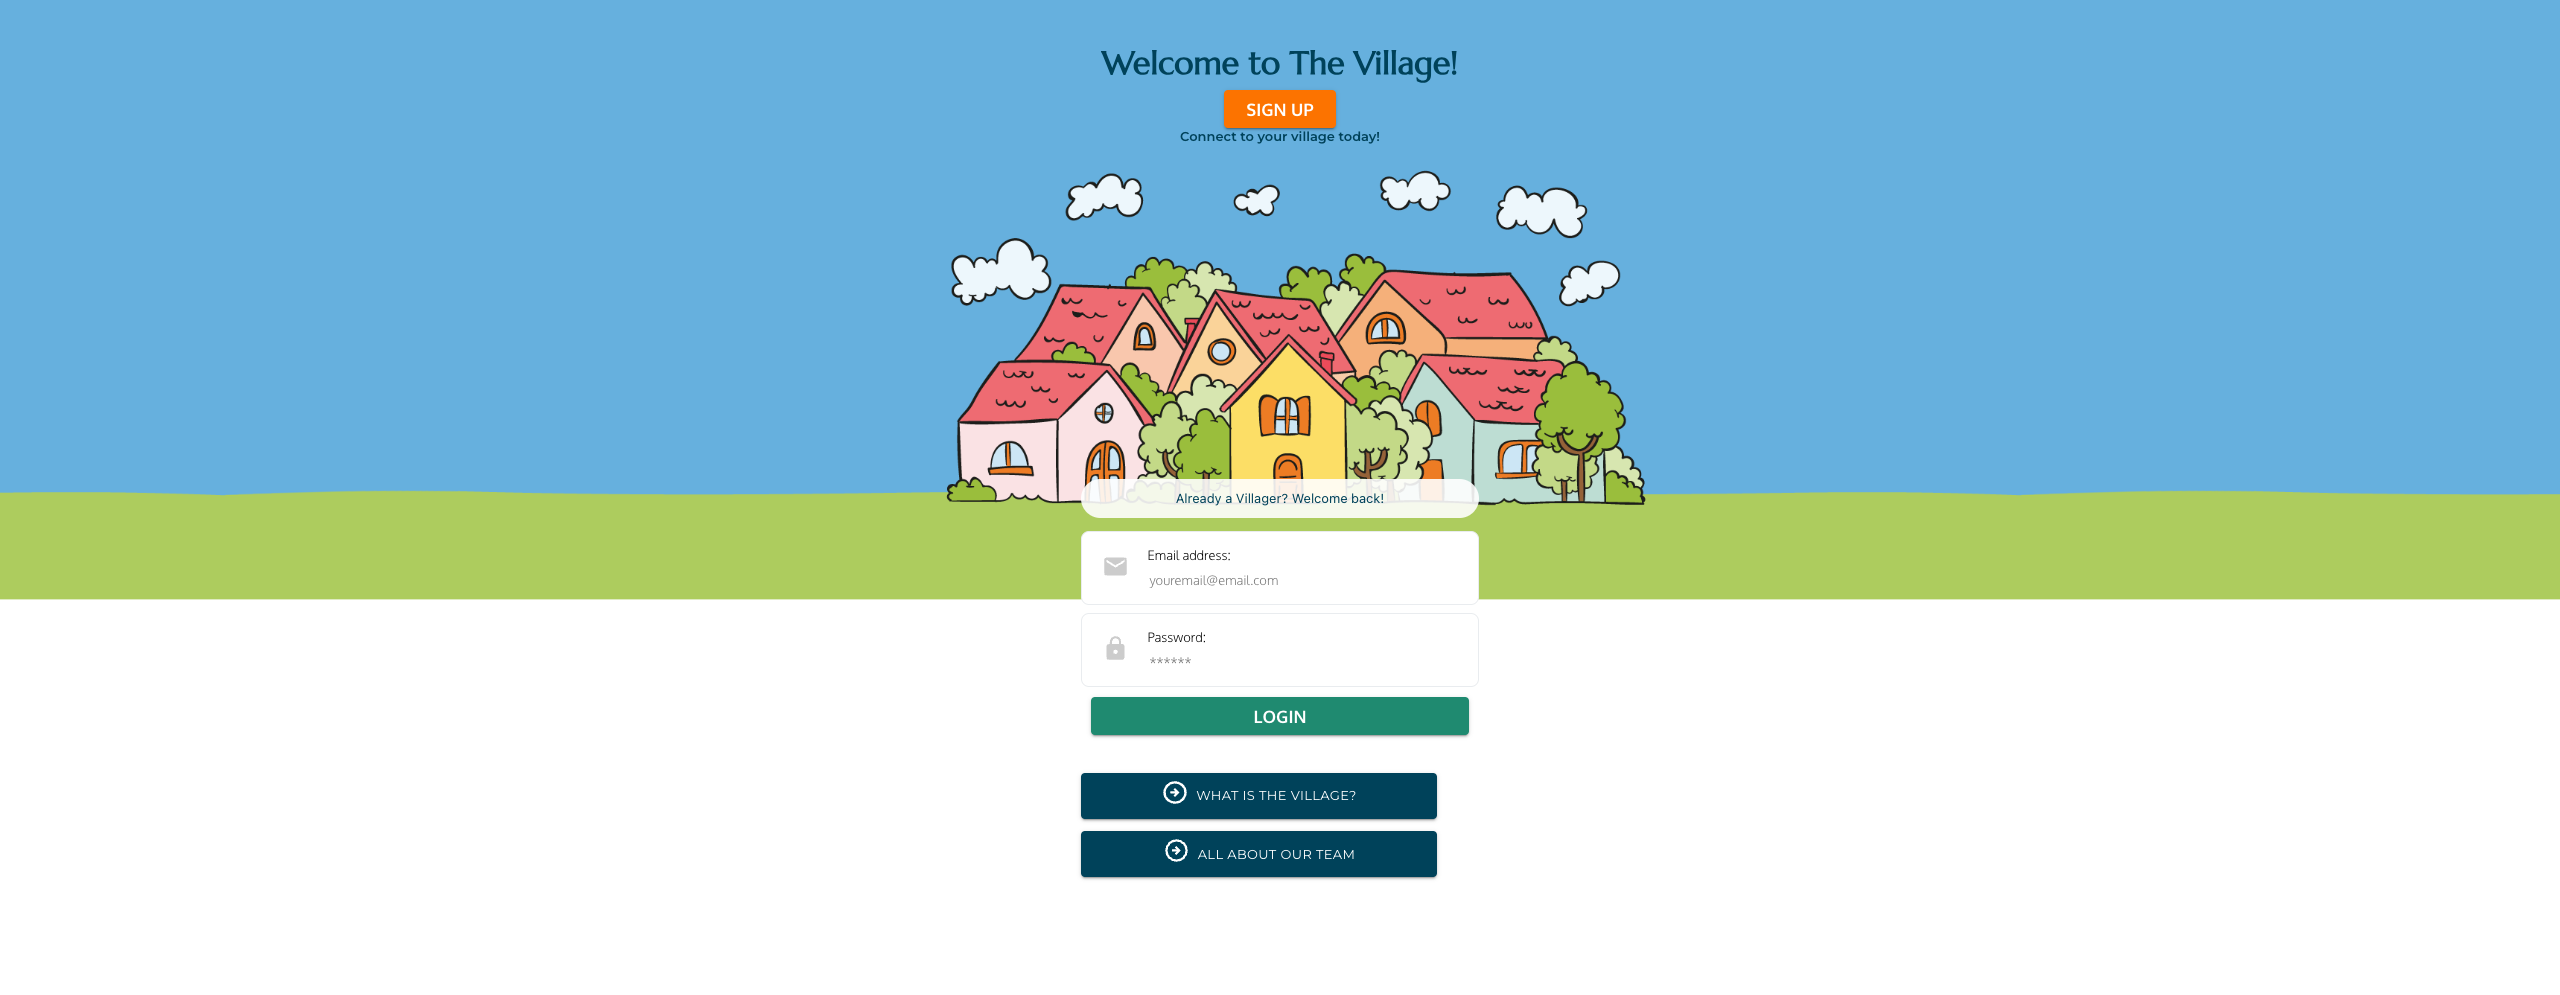 Welcome to The Village!
SIGN UP
Connect to your village today!
Already a Villager? Welcome back!
Email address:
youremail@email.com
Password:
******
LOGIN
WHAT IS THE VILLAGE?
ALL ABOUT OUR TEAM